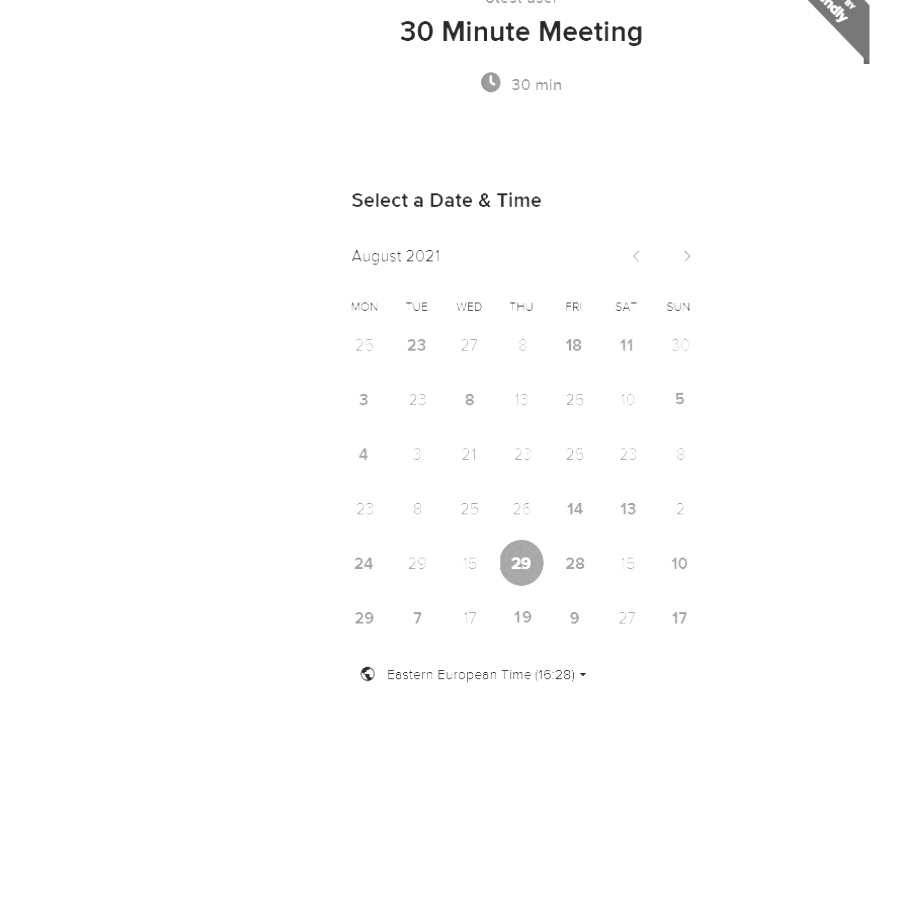 30 Minute Meeting
30 min
Select a Date & Time
August 2021
MON TUE WED THU FRI SAT SUN
25 23 27 8 18 11 30
3 23 8 13 25 10 5
4 3 21 23 25 23 8
23 8 25 26 14 13 2
24 29 15 29 28 15 10
29 7 17 19 9 27 17
Eastern European Time (16:28)